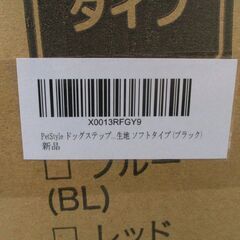 タイプ
X0013RFGY9
PetStyle ドッグステップ...生地 ソフトタイプ(ブラック)
新品
□ブルー
(BL)
□レッド